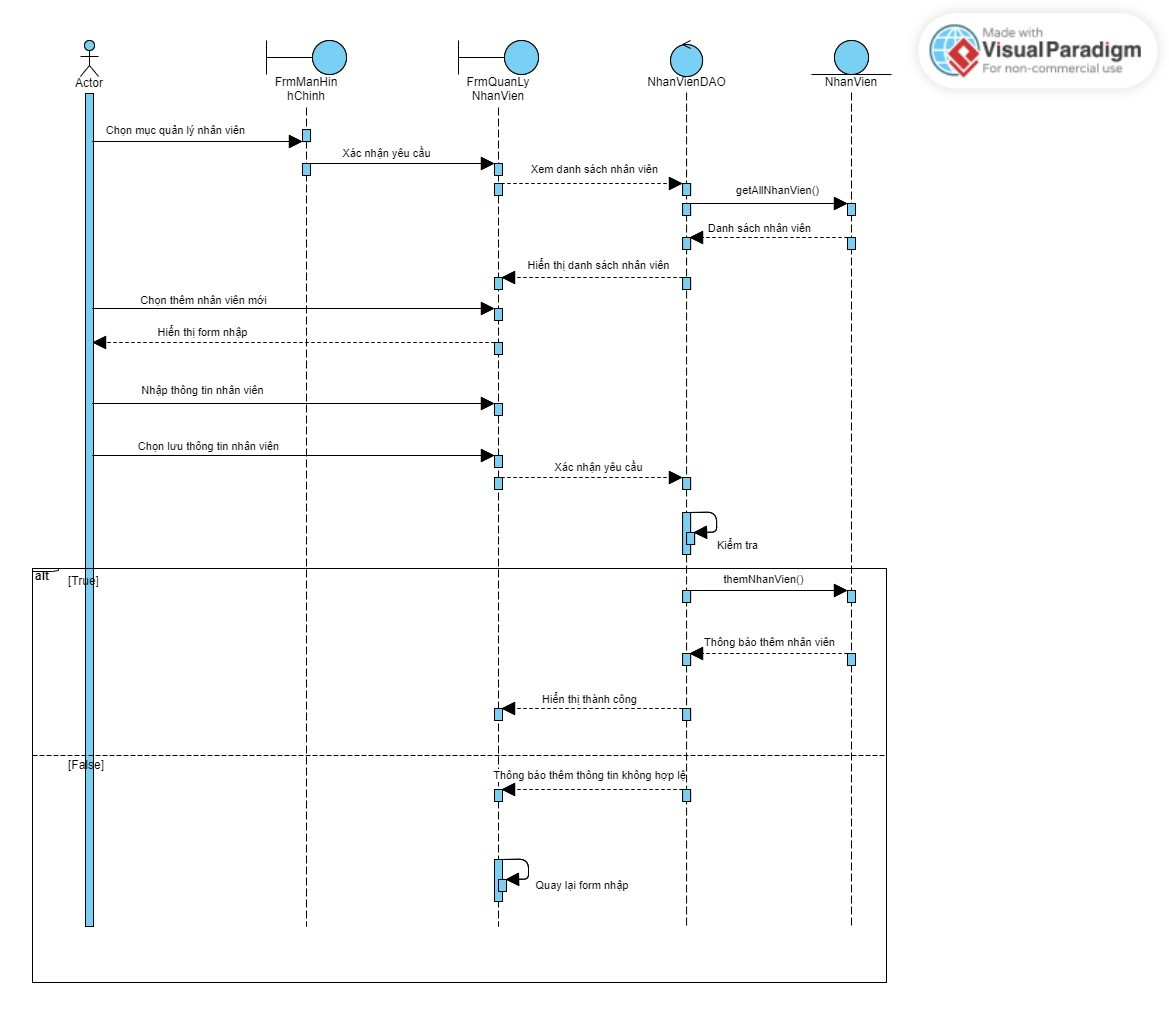 Made with
VisualParadigm
For non-commercial use
Actor
FrmManHin
hChinh
FrmQuanLy
NhanVien
NhanVienDAO
NhanVien
Chọn mục quản lý nhân viên
Xác nhận yêu cầu
Xem danh sách nhân viên
getAllNhanVien()
Danh sách nhân viên
Hiển thị danh sách nhân viên
Chọn thêm nhân viên mới
Hiển thị form nhập
Nhập thông tin nhân viên
Chọn lưu thông tin nhân viên
Xác nhận yêu cầu
Kiểm tra
alt
[True]
themNhanVien()
Thông báo thêm nhân viên
Hiển thị thành công
[False]
Thông báo thêm thông tin không hợp lệ
Quay lại form nhập